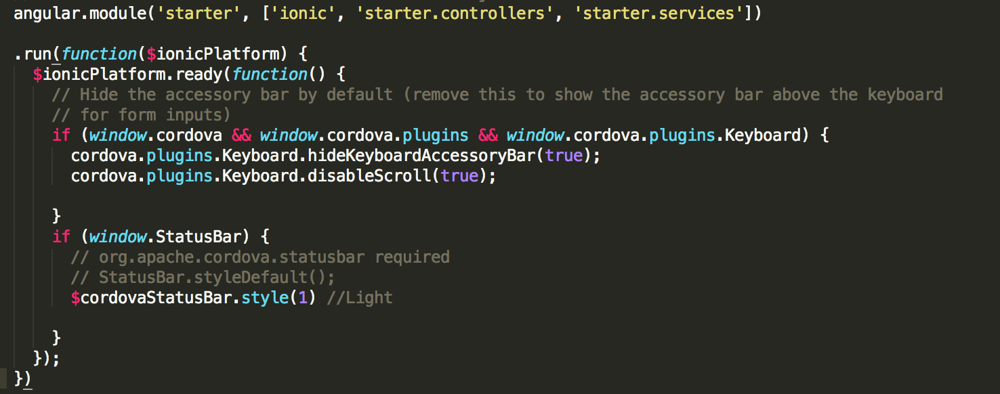 angular.module('starter', ['ionic', 'starter.controllers', 'starter.services'])
.run(function($ionicPlatform) {
$ionicPlatform.ready(function() {
// Hide the accessory bar by default (remove this to show the accessory bar above the keyboard
// for form inputs)
if (window.cordova && window.cordova.plugins && window.cordova.plugins.Keyboard) {
cordova.plugins.Keyboard.hideKeyboardAccessoryBar(true);
cordova.plugins.Keyboard.disableScroll(true);
}
if (window.StatusBar) {
// org.apache.cordova.statusbar required
// StatusBar.styleDefault();
$cordovaStatusBar.style(1) //Light
}
});
})